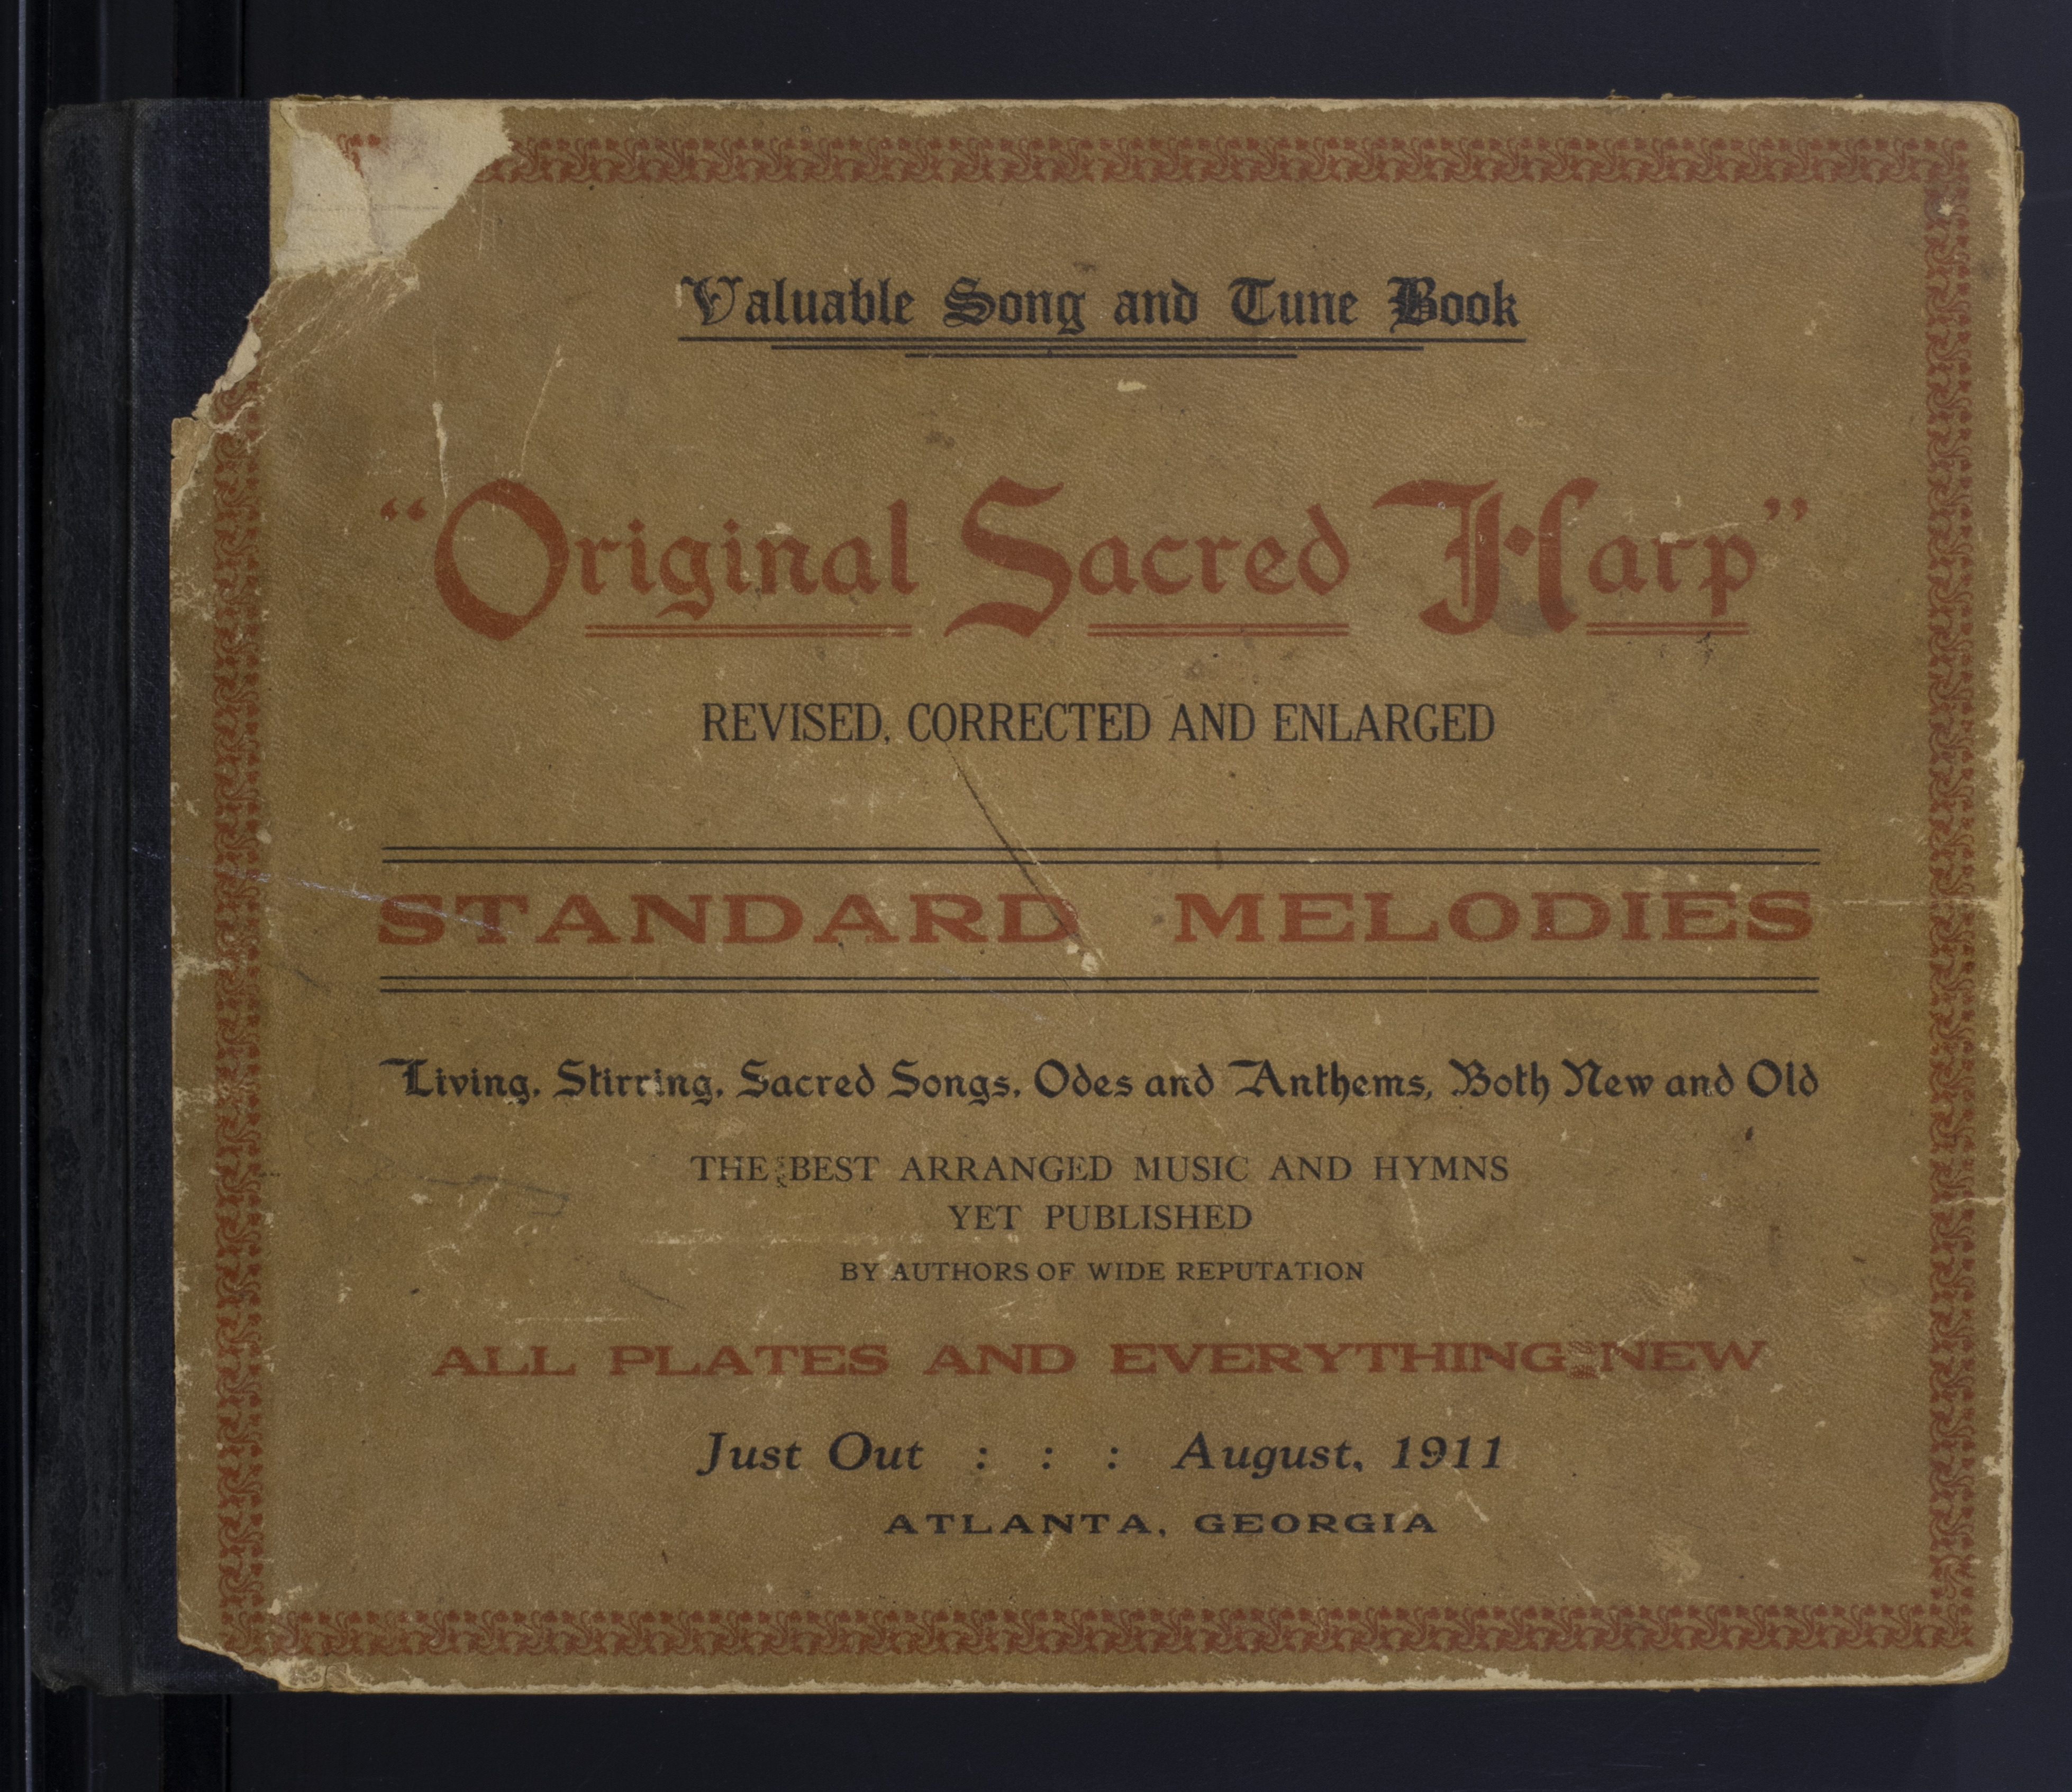 Valuable Song and Tune Book
“Original Sacred Harp”
REVISED, CORRECTED AND ENLARGED
STANDARD MELODIES
Living, Stirring, Sacred Songs, Odes and Anthems, Both New and Old
THE BEST ARRANGED MUSIC AND HYMNS
YET PUBLISHED
BY AUTHORS OF WIDE REPUTATION
ALL PLATES AND EVERYTHING NEW
Just Out : : : August, 1911
ATLANTA, GEORGIA